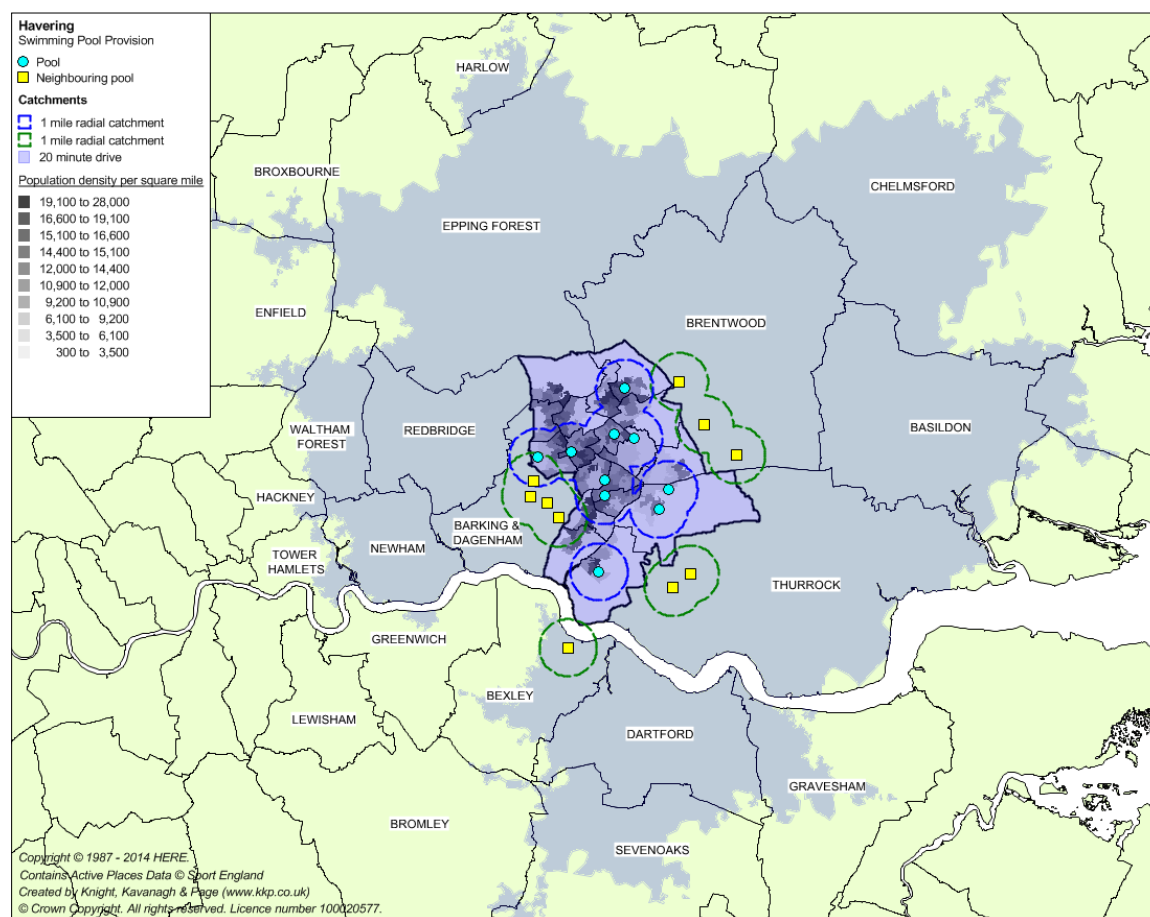 Havering
Swimming Pool Provision
Pool
Neighbouring pool
Catchments
1 mile radial catchment
1 mile radial catchment
20 minute drive
Population density per square mile
19,100 to 28,000
16,600 to 19,100
15,100 to 16,600
14,400 to 15,100
12,000 to 14,400
10,900 to 12,000
9,200 to 10,900
6,100 to 9,200
3,500 to 6,100
300 to 3,500
HARLOW
BROXBOURNE
CHELMSFORD
EPPING FOREST
ENFIELD
BRENTWOOD
WALTHAM
FOREST
REDBRIDGE
BASILDON
HACKNEY
BARKING &
DAGENHAM
TOWER
HAMLETS
NEWHAM
THURROCK
GREENWICH
BEXLEY
LEWISHAM
DARTFORD
GRAVESHAM
BROMLEY
SEVENOAKS
Copyright © 1987 - 2014 HERE.
Contains Active Places Data © Sport England
Created by Knight, Kavanagh & Page (www.kkp.co.uk)
© Crown Copyright. All rights reserved. Licence number 100020577.